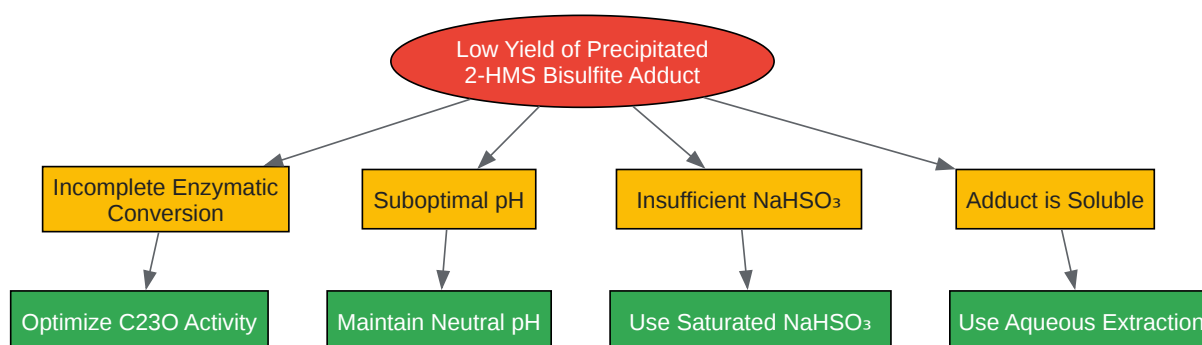 Low Yield of Precipitated
2-HMS Bisulfite Adduct
Incomplete Enzymatic
Conversion
Suboptimal pH
Insufficient NaHSO₃
Adduct is Soluble
Optimize C23O Activity
Maintain Neutral pH
Use Saturated NaHSO₃
Use Aqueous Extraction